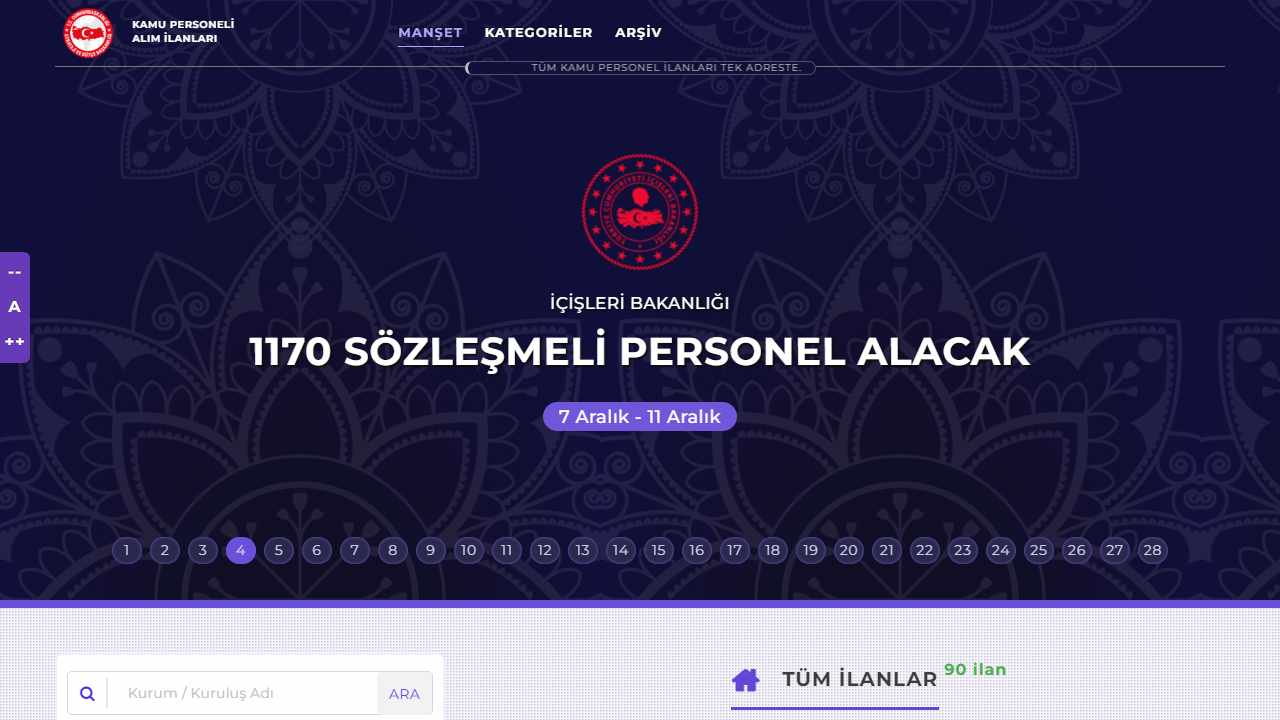 KAMU PERSONELİ
ALIM İLANLARI
MANŞET KATEGORİLER ARŞİV
TÜM KAMU PERSONEL İLANLARI TEK ADRESTE.
İÇİŞLERİ BAKANLIĞI
1170 SÖZLEŞMELİ PERSONEL ALACAK
7 Aralık - 11 Aralık
--
A
++
1 2 3 4 5 6 7 8 9 10 11 12 13 14 15 16 17 18 19 20 21 22 23 24 25 26 27 28
Kurum / Kuruluş Adı ARA
TÜM İLANLAR 90 ilan